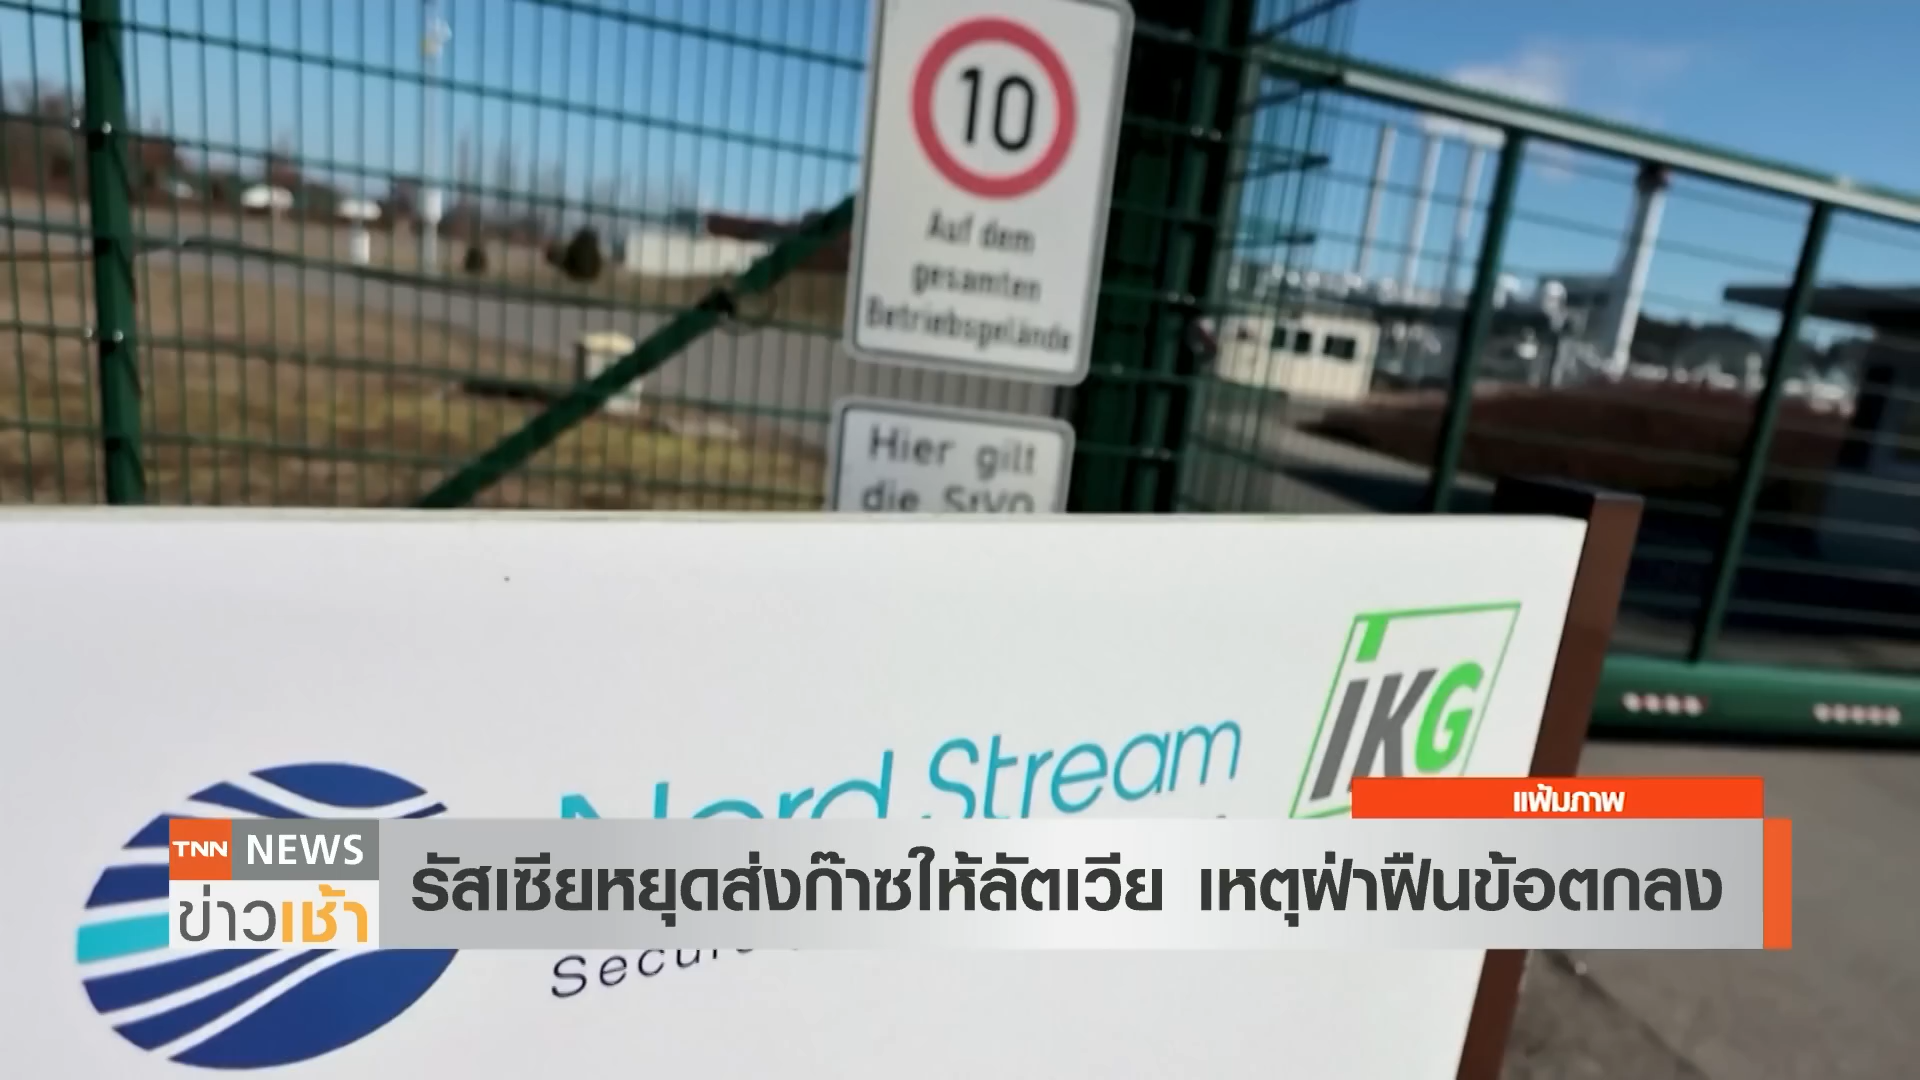 10
Auf dem
gesamten
Betriebsgelände
Hier gilt
die StVO
iKG
Nord Stream
แฟ้มภาพ
TNN NEWS
ข่าวเช้า
รัสเซียหยุดส่งก๊าซให้ลัตเวีย เหตุฝ่าฝืนข้อตกลง